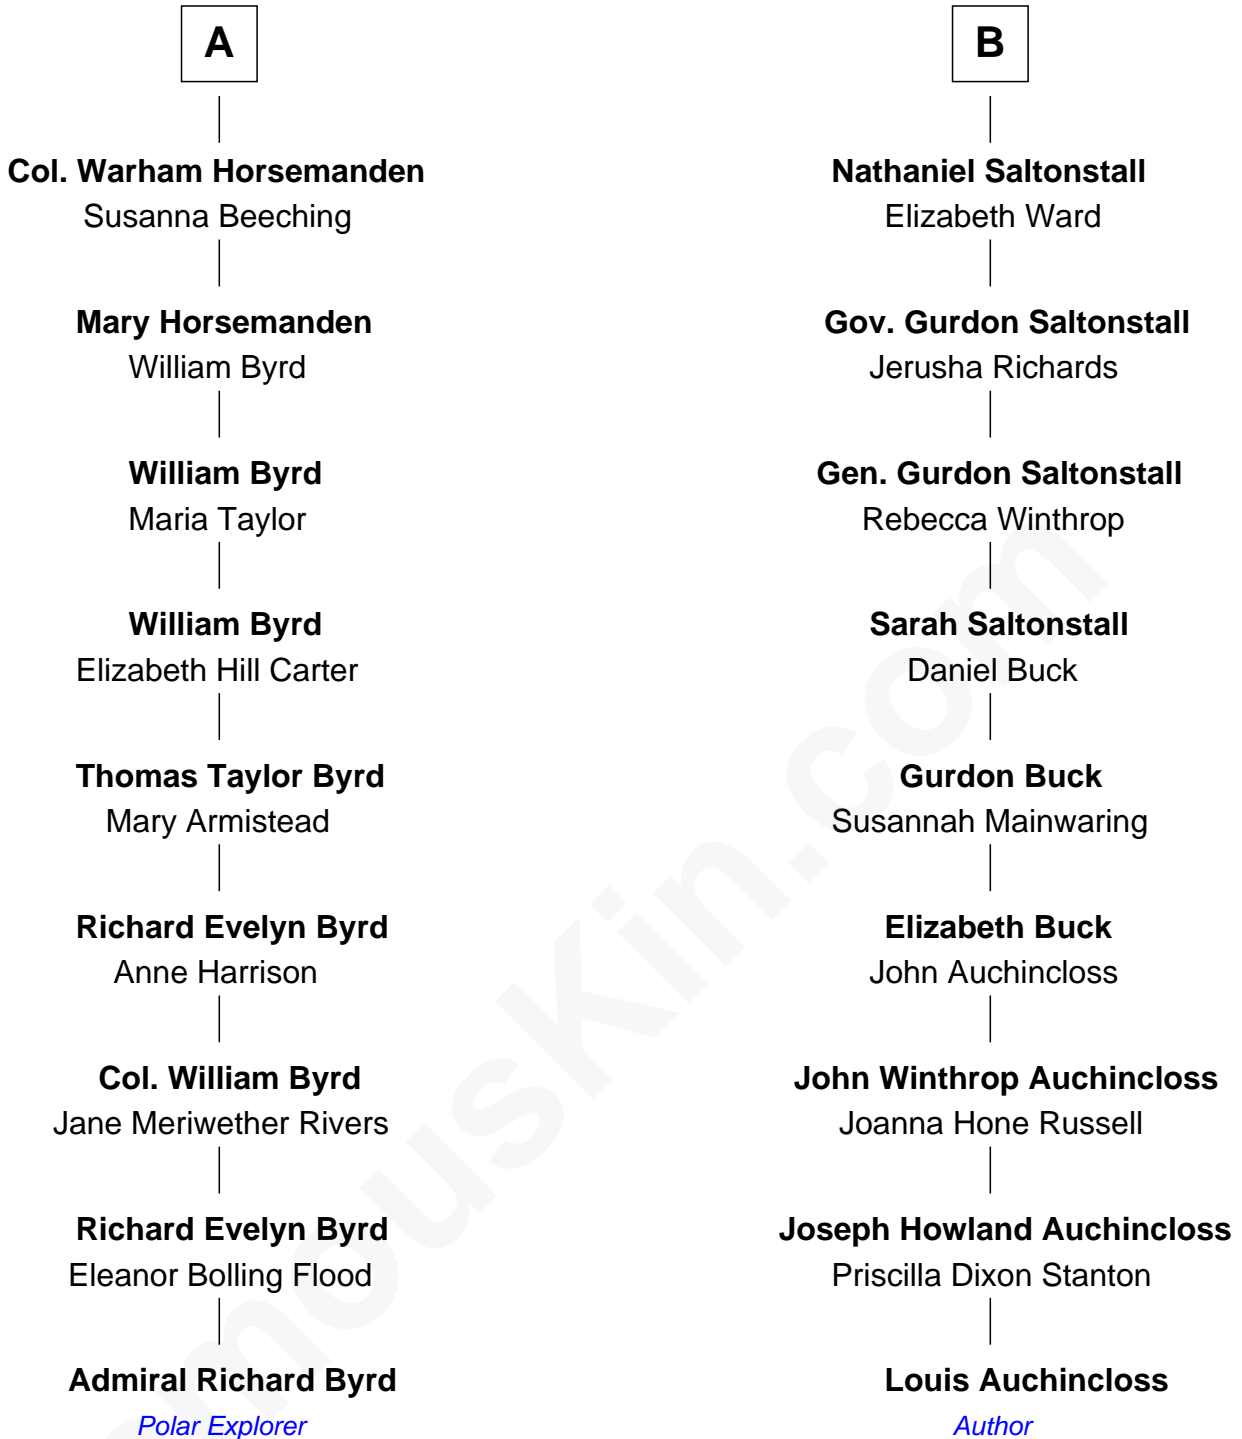 A
Col. Warham Horsemanden
Susanna Beeching
Mary Horsemanden
William Byrd
William Byrd
Maria Taylor
William Byrd
Elizabeth Hill Carter
Thomas Taylor Byrd
Mary Armistead
Richard Evelyn Byrd
Anne Harrison
Col. William Byrd
Jane Meriwether Rivers
Richard Evelyn Byrd
Eleanor Bolling Flood
Admiral Richard Byrd
Polar Explorer
B
Nathaniel Saltonstall
Elizabeth Ward
Gov. Gurdon Saltonstall
Jerusha Richards
Gen. Gurdon Saltonstall
Rebecca Winthrop
Sarah Saltonstall
Daniel Buck
Gurdon Buck
Susannah Mainwaring
Elizabeth Buck
John Auchincloss
John Winthrop Auchincloss
Joanna Hone Russell
Joseph Howland Auchincloss
Priscilla Dixon Stanton
Louis Auchincloss
Author
mousKin.com